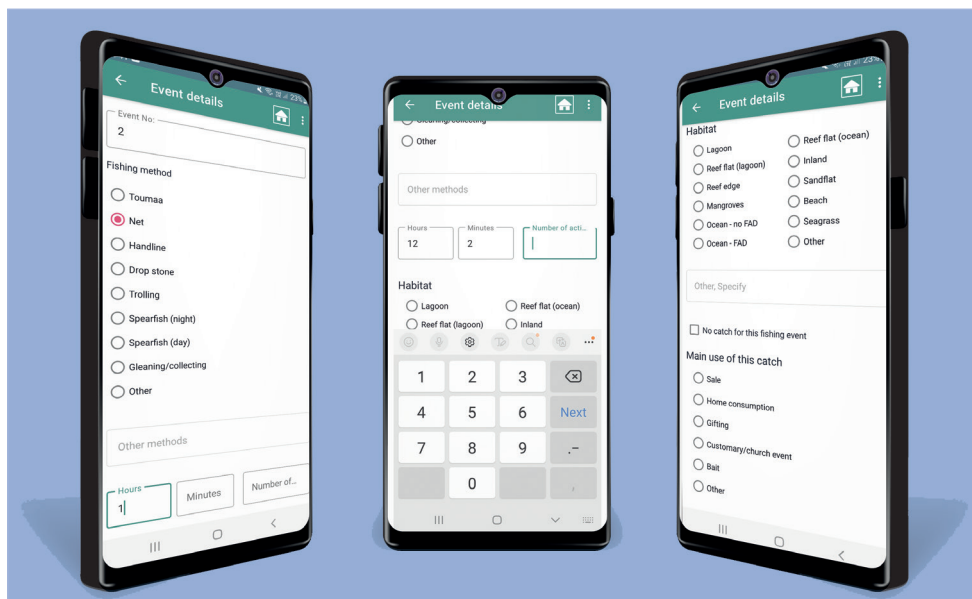 23%
Event details
Event No:
2
Fishing method
Toumaa
Net
Handline
Drop stone
Trolling
Spearfish (night)
Spearfish (day)
Gleaning/collecting
Other
Other methods
Hours
1
Minutes
Number of...
Event details
Gleaning/collecting
Other
Other methods
Hours
12
Minutes
2
Number of acti...
Habitat
Lagoon
Reef flat (ocean)
Reef flat (lagoon)
Inland
1 2 3
4 5 6 Next
7 8 9 .-
0 ,
23%
Event details
Habitat
Lagoon
Reef flat (lagoon)
Reef edge
Mangroves
Ocean - no FAD
Ocean - FAD
Reef flat (ocean)
Inland
Sandflat
Beach
Seagrass
Other
Other, Specify
No catch for this fishing event
Main use of this catch
Sale
Home consumption
Gifting
Customary/church event
Bait
Other